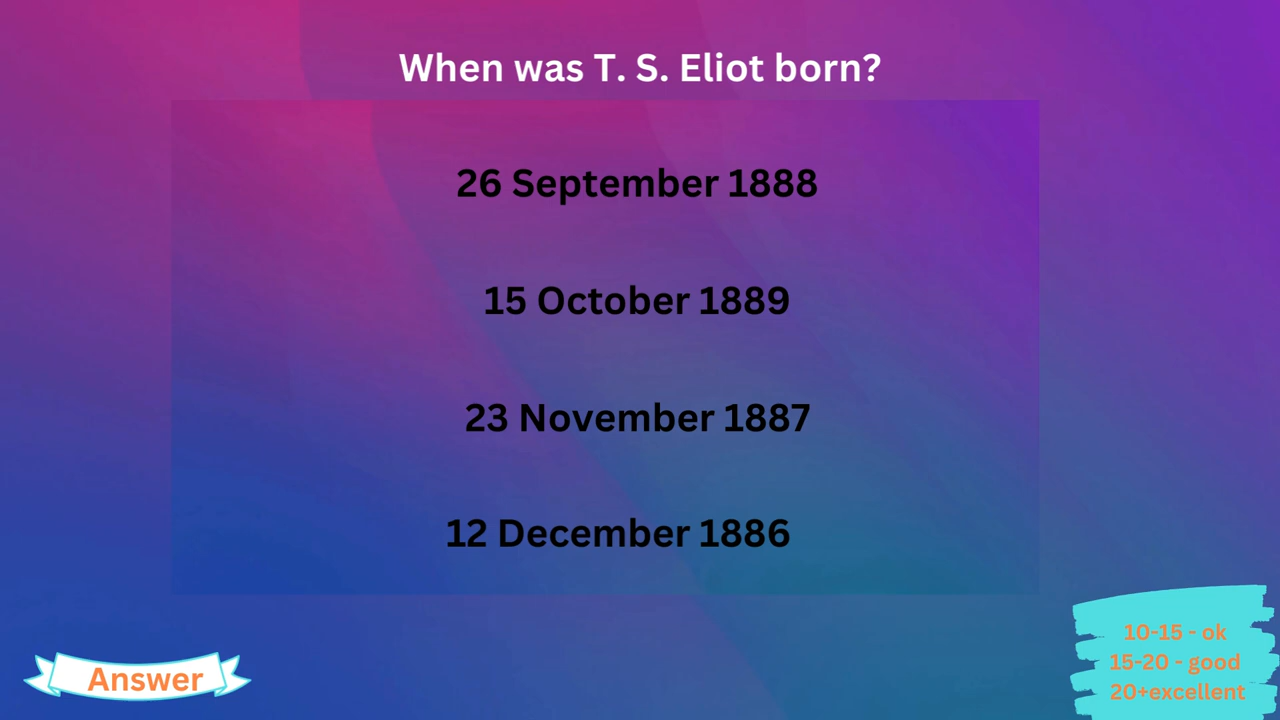 When was T. S. Eliot born?
26 September 1888
15 October 1889
23 November 1887
12 December 1886
Answer
10-15 - ok
15-20 - good
20+excellent